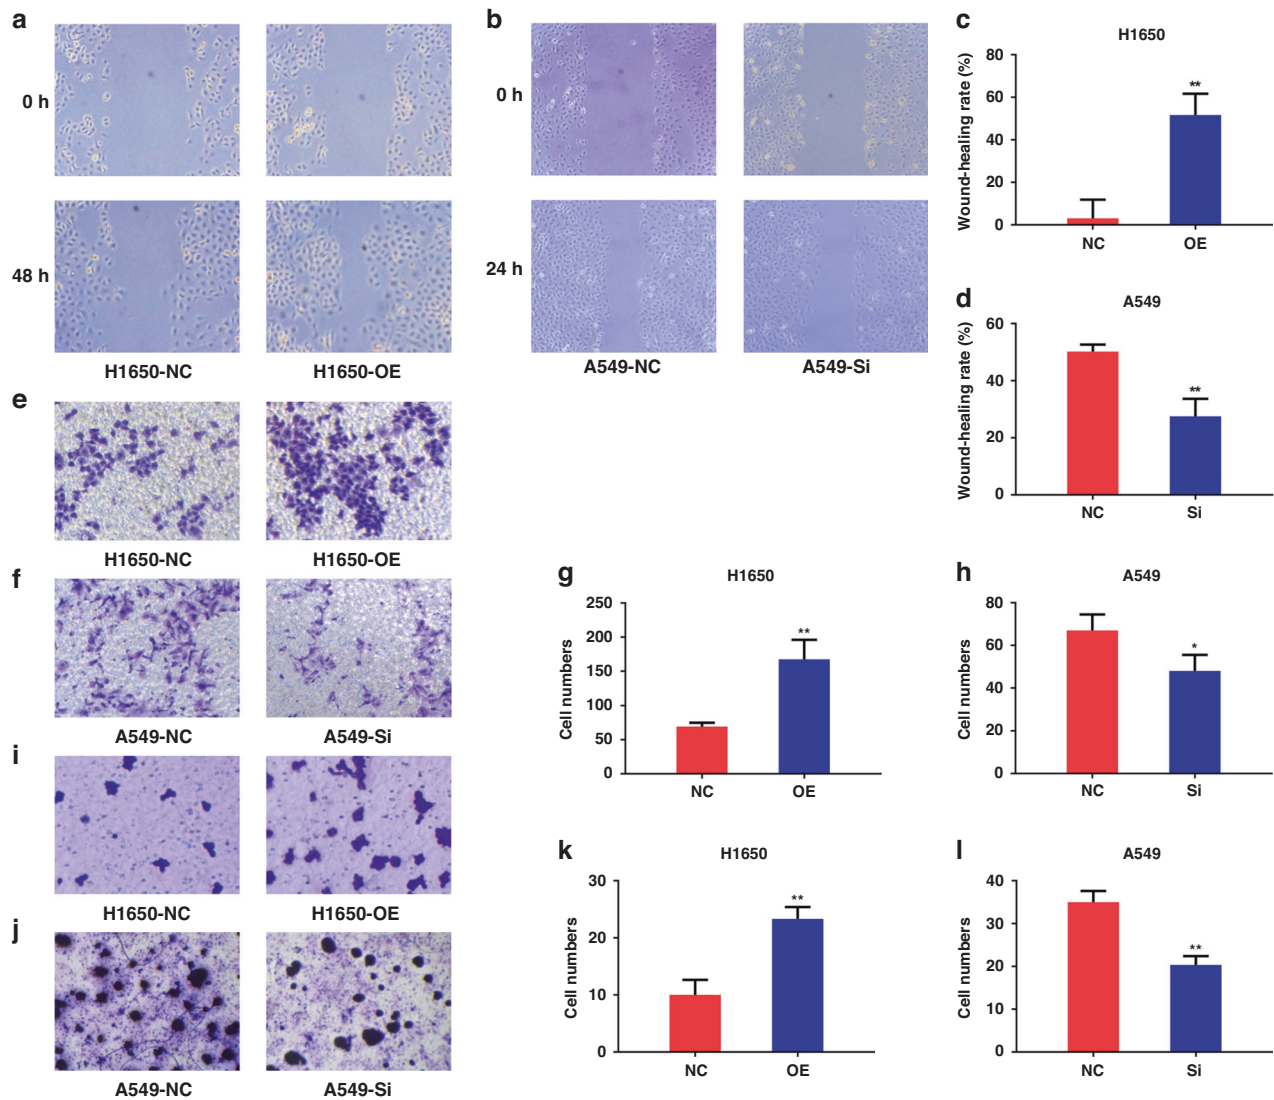 a
0 h
48 h
H1650-NC
H1650-OE
b
0 h
24 h
A549-NC
A549-Si
c
H1650
Wound-healing rate (%)
80
60
40
20
0
**
NC
OE
d
A549
Wound-healing rate (%)
60
40
20
0
**
NC
Si
e
H1650-NC
H1650-OE
f
A549-NC
A549-Si
g
H1650
Cell numbers
250
200
150
100
50
0
**
NC
OE
h
A549
Cell numbers
80
60
40
20
0
*
NC
Si
i
H1650-NC
H1650-OE
j
A549-NC
A549-Si
k
H1650
Cell numbers
30
20
10
0
**
NC
OE
l
A549
Cell numbers
40
30
20
10
0
**
NC
Si